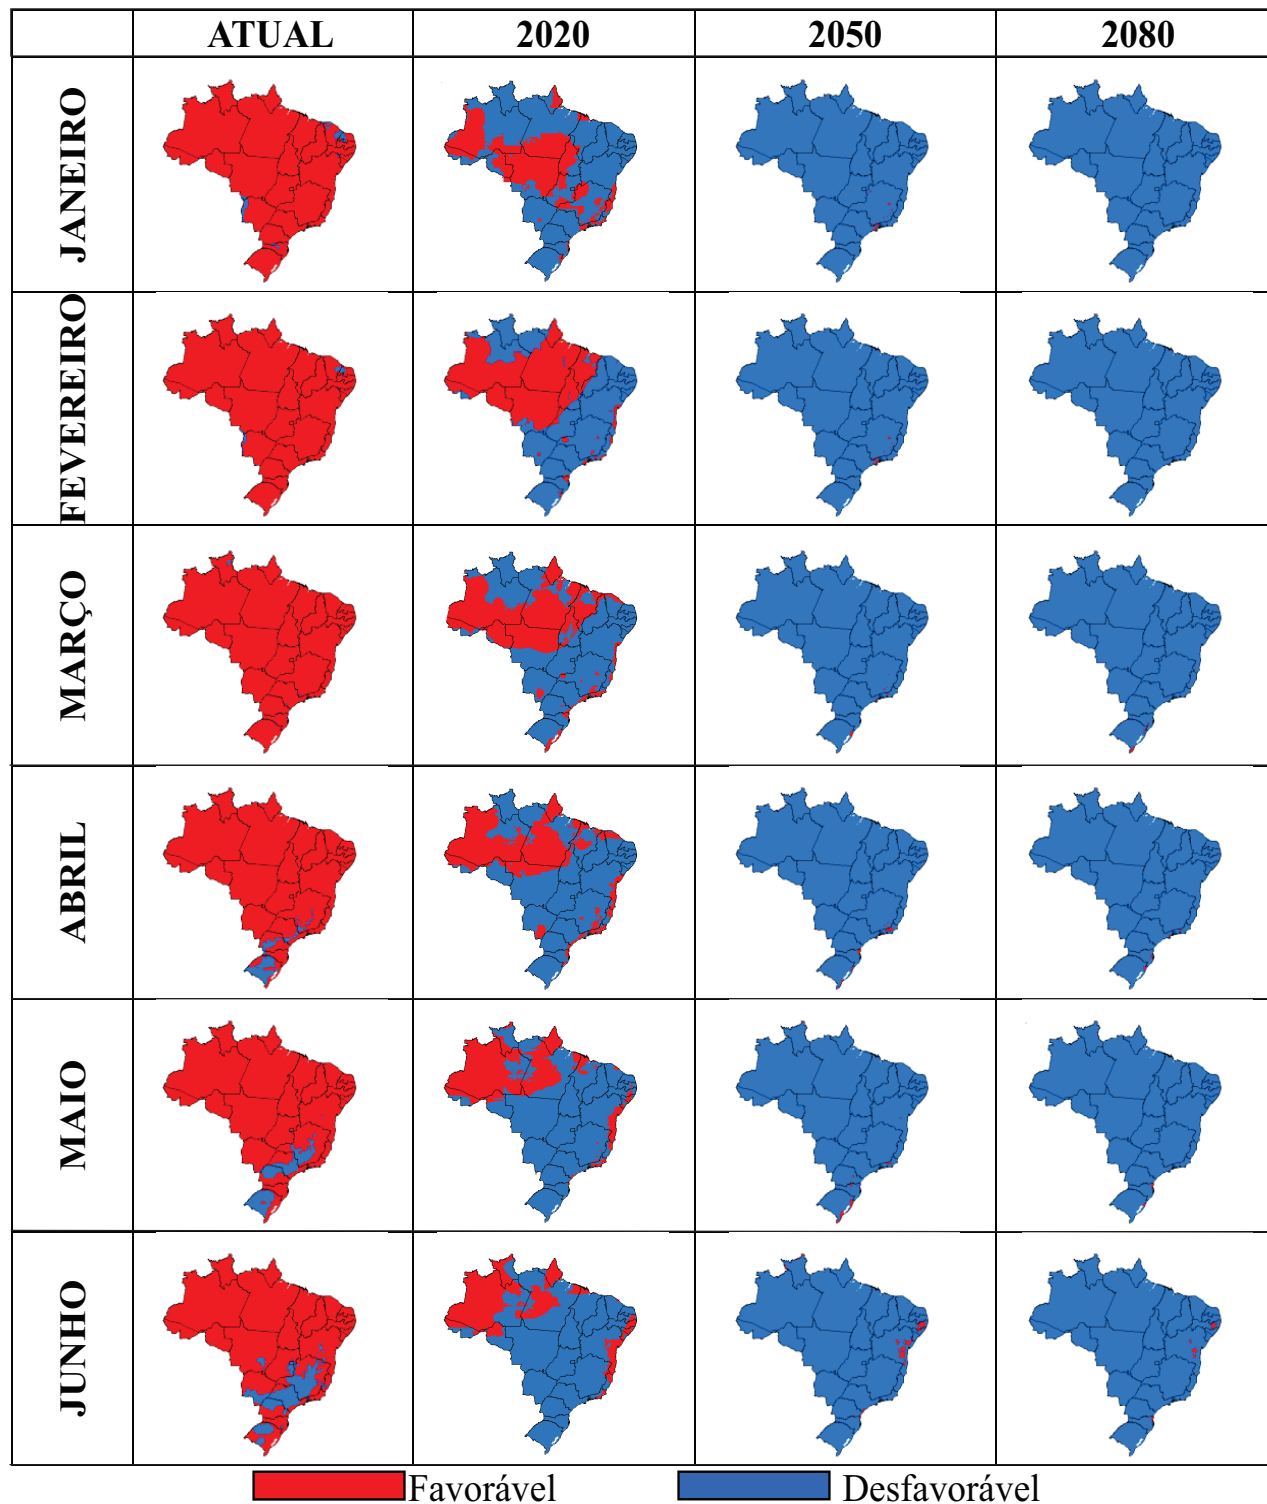 ATUAL 2020 2050 2080
JANEIRO
FEVEREIRO
MARÇO
ABRIL
MAIO
JUNHO
Favorável Desfavorável